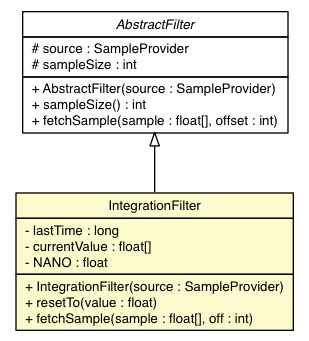 AbstractFilter
# source : SampleProvider
# sampleSize : int
+ AbstractFilter(source : SampleProvider)
+ sampleSize() : int
+ fetchSample(sample : float[], offset : int)
IntegrationFilter
- lastTime : long
- currentValue : float[]
- NANO : float
+ IntegrationFilter(source : SampleProvider)
+ resetTo(value : float)
+ fetchSample(sample : float[], off : int)